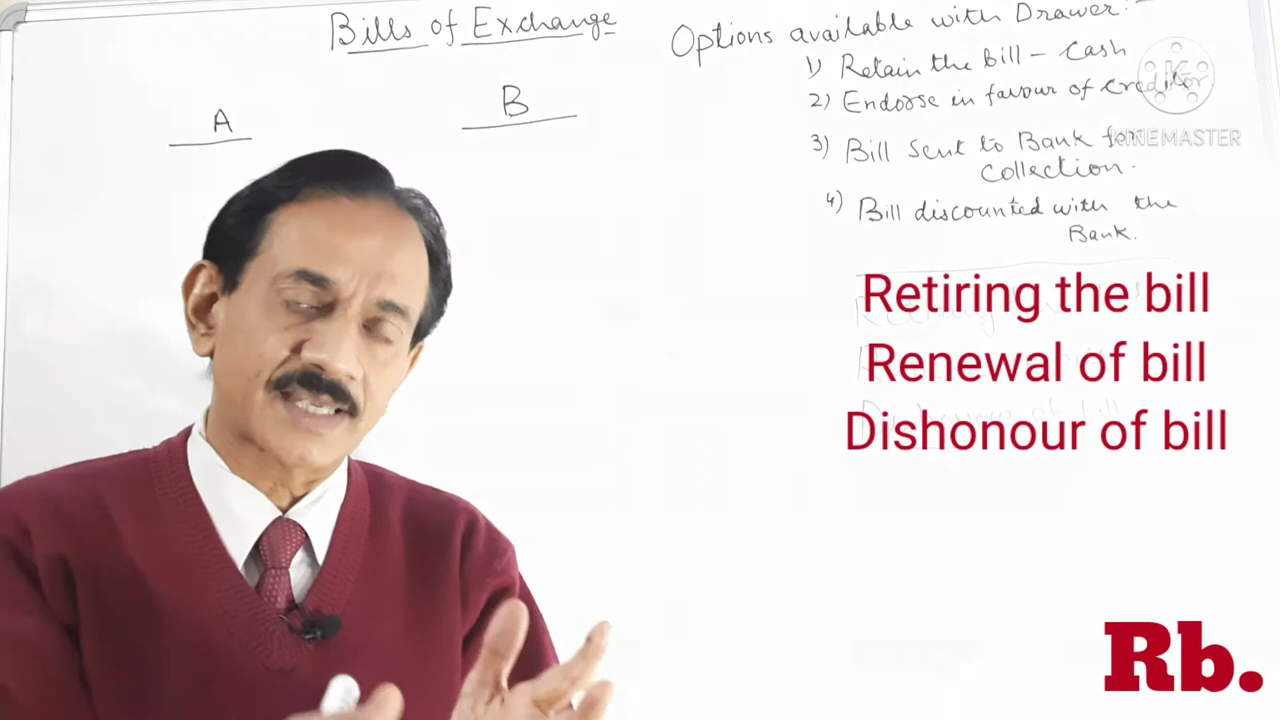 Bills of Exchange
A
B
Options available with Drawer:-
1) Retain the bill - Cash
2) Endorse in favour of Creditor
3) Bill sent to Bank for
Collection.
4) Bill discounted with the
Bank.
Retiring the bill
Renewal of bill
Dishonour of bill
KINEMASTER
Rb.